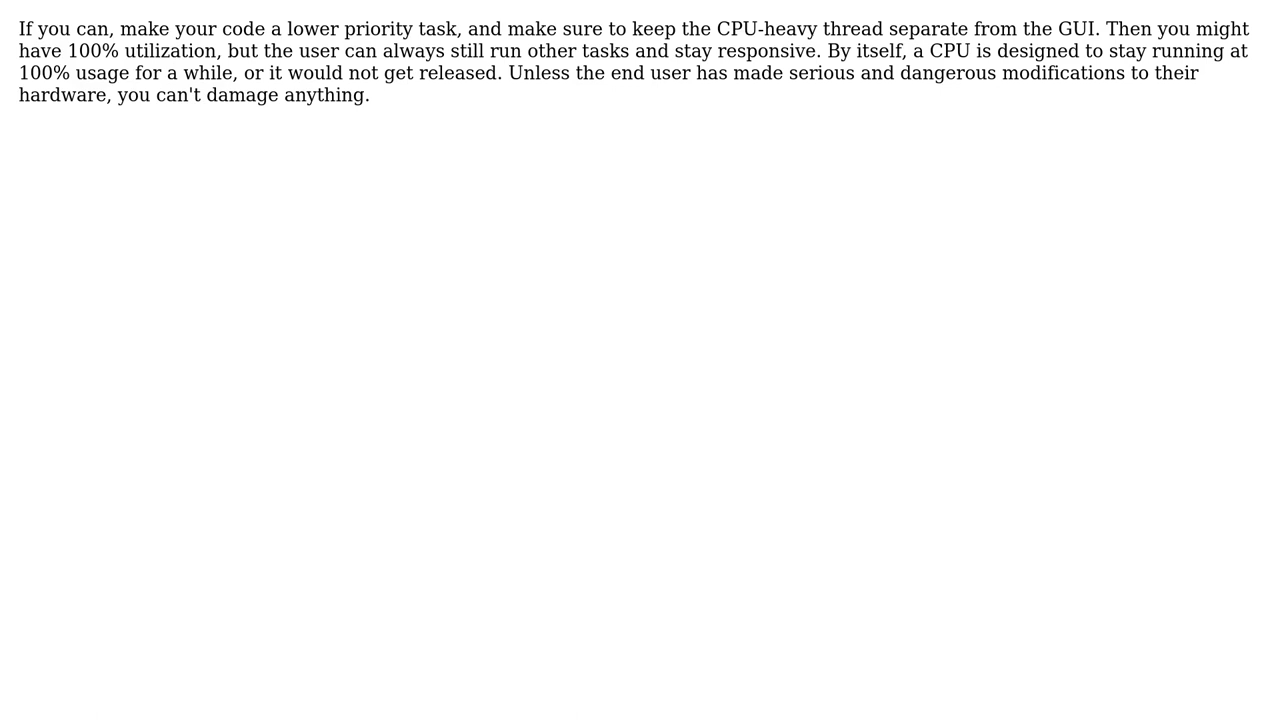 If you can, make your code a lower priority task, and make sure to keep the CPU-heavy thread separate from the GUI. Then you might
have 100% utilization, but the user can always still run other tasks and stay responsive. By itself, a CPU is designed to stay running at
100% usage for a while, or it would not get released. Unless the end user has made serious and dangerous modifications to their
hardware, you can't damage anything.